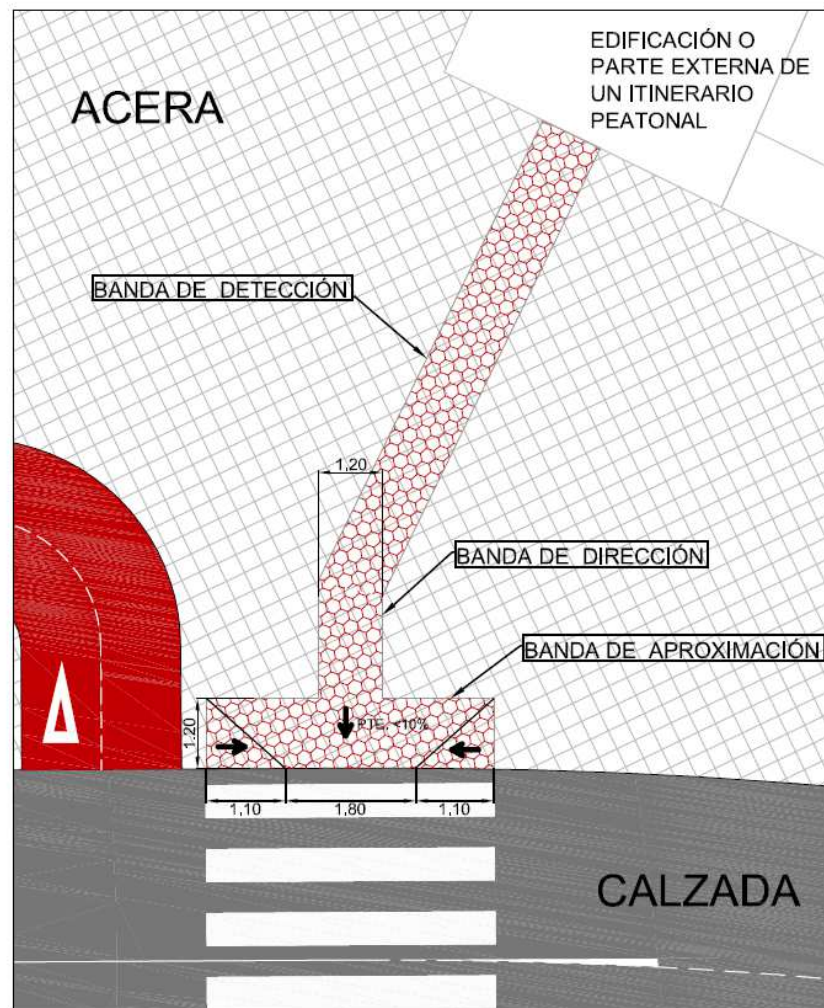 EDIFICACIÓN O
PARTE EXTERNA DE
UN ITINERARIO
PEATONAL
ACERA
BANDA DE DETECCIÓN
1,20
BANDA DE DIRECCIÓN
BANDA DE APROXIMACIÓN
1.20
PTE. <10%
1,10
1,80
1,10
CALZADA